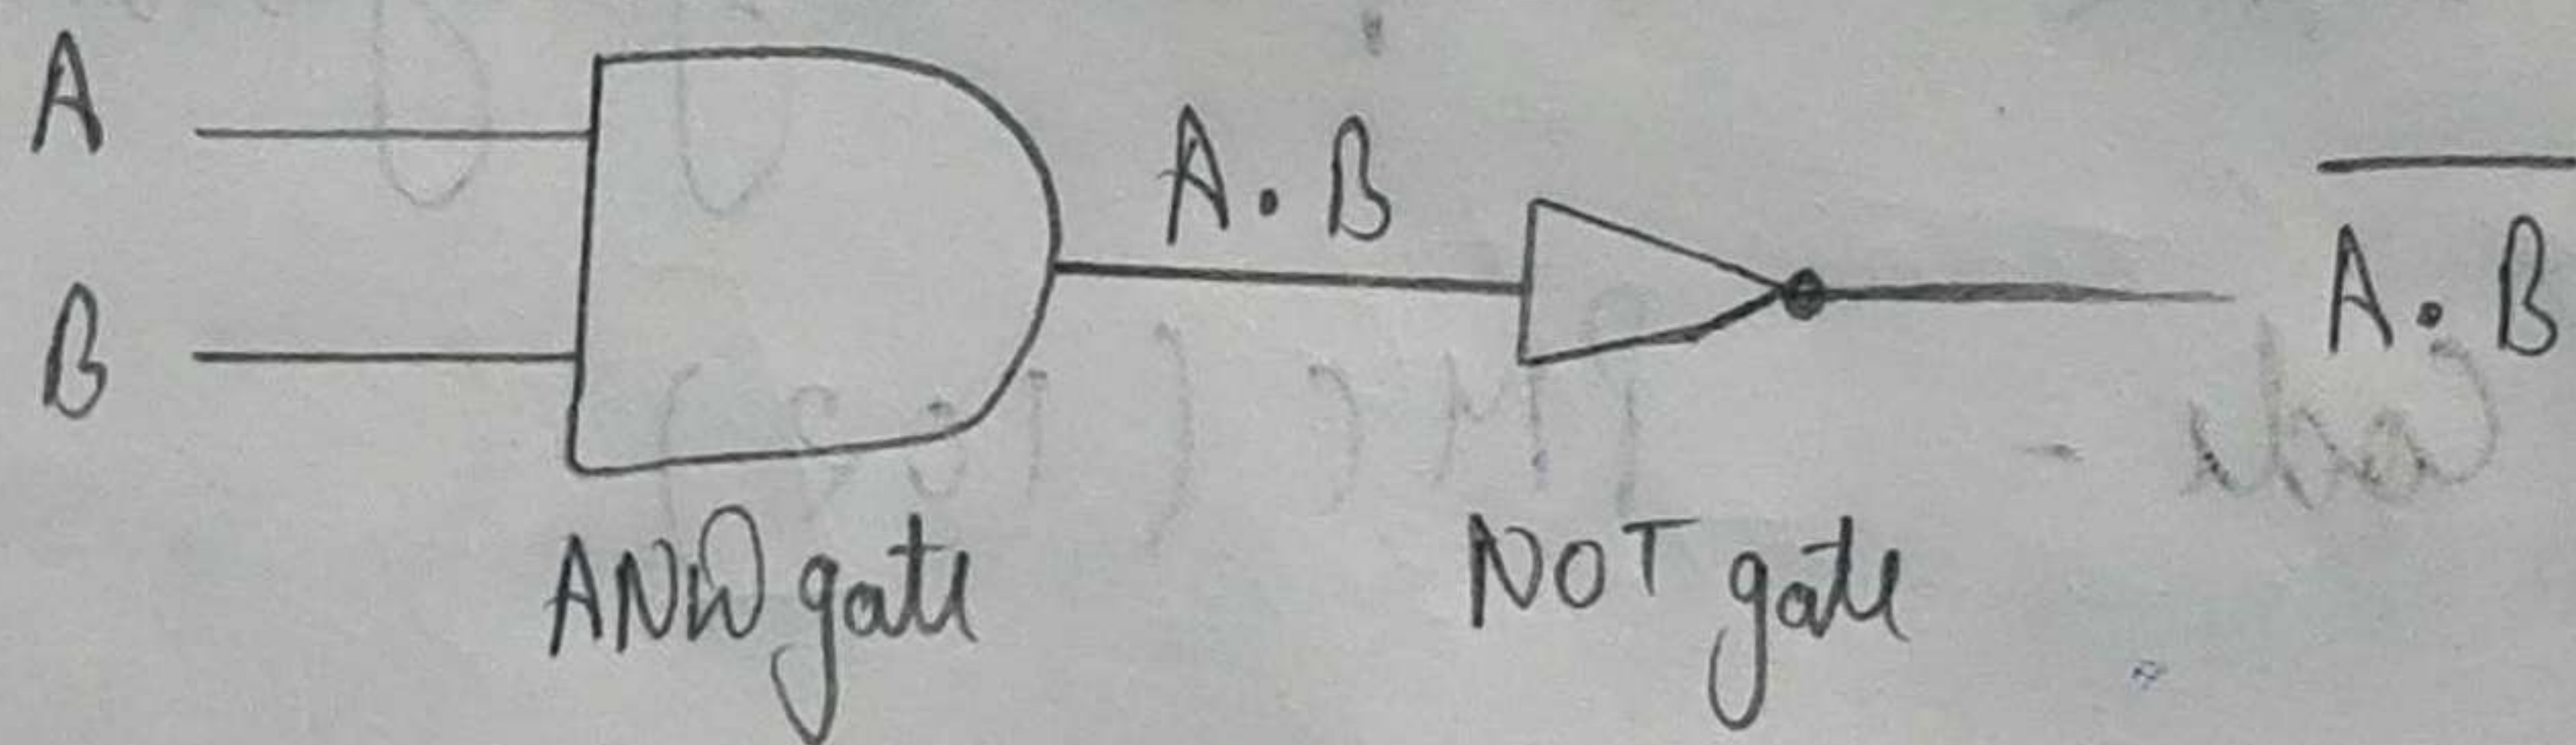 A
B
A.B
A̅.̅B̅
AND gate
NOT gate